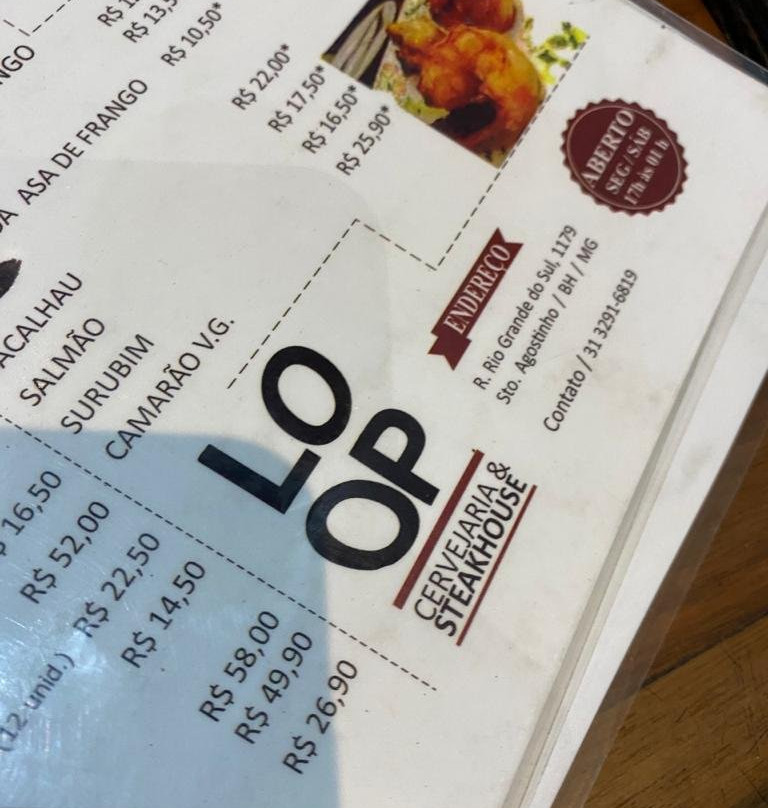 R$ 13,5
R$ 10,50*
ASA DE FRANGO
R$ 22,00*
R$ 17,50*
R$ 16,50*
R$ 25,90*
ACALHAU
SALMÃO
SURUBIM
CAMARÃO V.G.
ABERTO
SEG / SÁB
17h às 01 h
ENDEREÇO
R. Rio Grande do Sul, 1179
Sto. Agostinho / BH / MG
Contato / 31 3291-6819
LO
OP
CERVEJARIA &
STEAKHOUSE
$ 16,50
R$ 52,00
(12 unid.) R$ 22,50
R$ 14,50
R$ 58,00
R$ 49,90
R$ 26,90